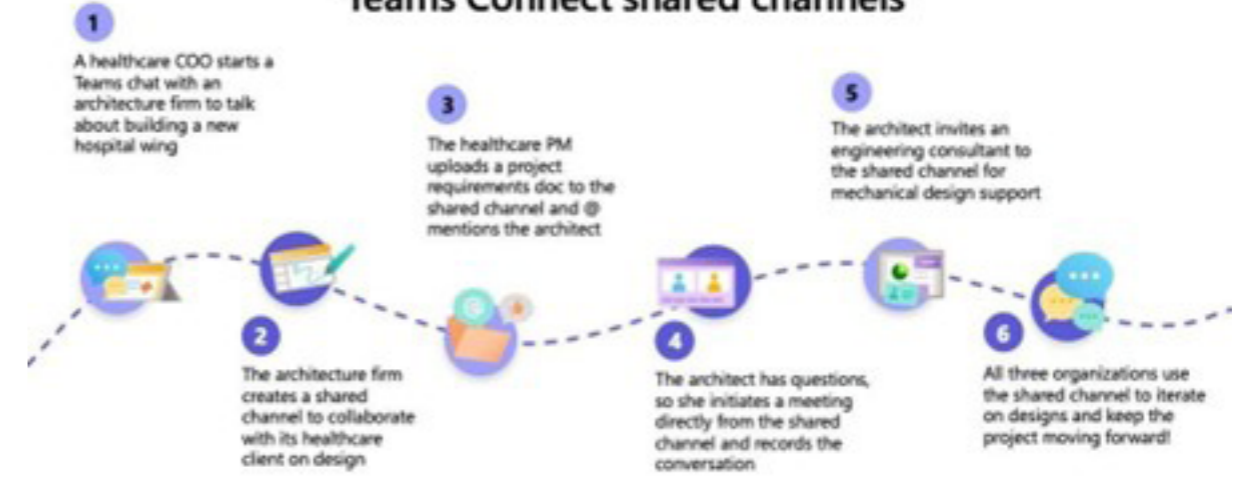 Teams Connect shared channels
1
A healthcare COO starts a
Teams chat with an
architecture firm to talk
about building a new
hospital wing
2
The architecture firm
creates a shared
channel to collaborate
with its healthcare
client on design
3
The healthcare PM
uploads a project
requirements doc to the
shared channel and @
mentions the architect
4
The architect has questions,
so she initiates a meeting
directly from the shared
channel and records the
conversation
5
The architect invites an
engineering consultant to
the shared channel for
mechanical design support
6
All three organizations use
the shared channel to iterate
on designs and keep the
project moving forward!